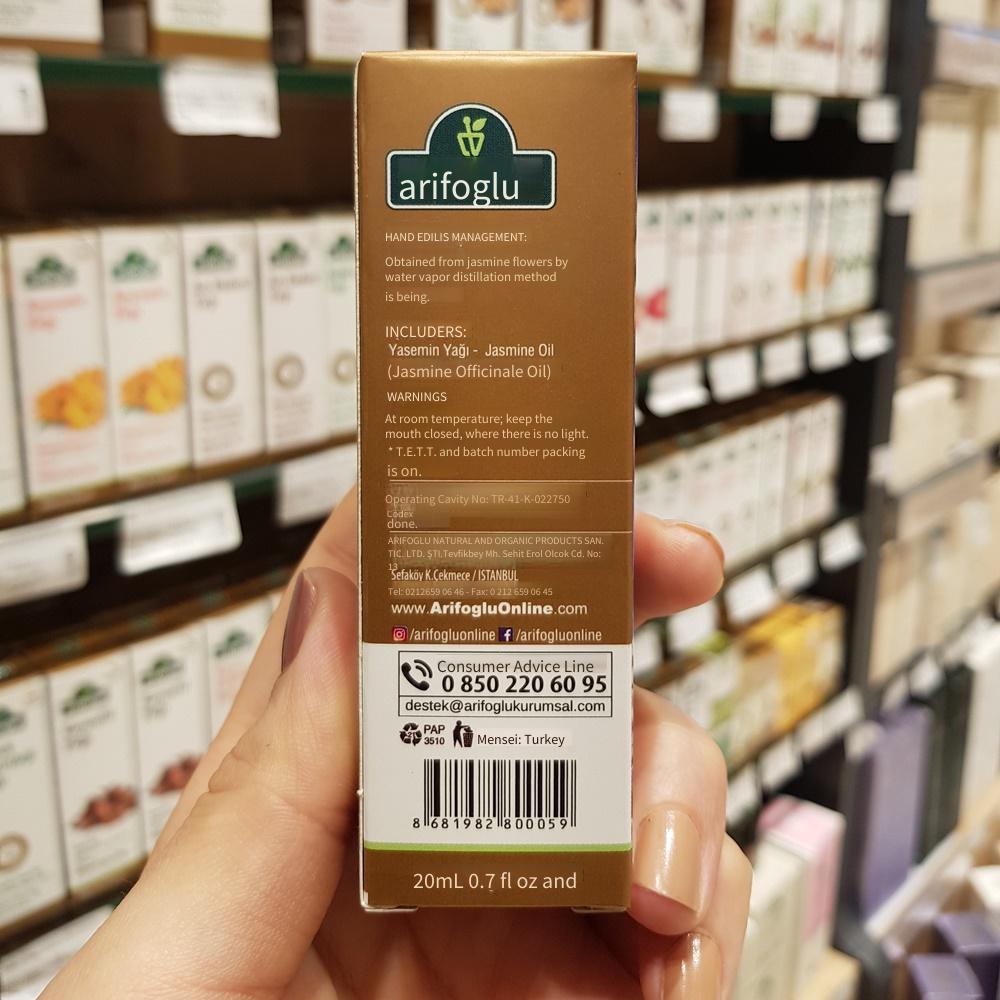 arifoglu
HAND EDILIS MANAGEMENT:
Obtained from jasmine flowers by
water vapor distillation method
is being.
INCLUDERS:
Yasemin Yağı - Jasmine Oil
(Jasmine Officinale Oil)
WARNINGS
At room temperature; keep the
mouth closed, where there is no light.
* T.E.T.T. and batch number packing
is on.
Operating Cavity No: TR-41-K-022750
Codex
done.
ARIFOGLU NATURAL AND ORGANIC PRODUCTS SAN.
TIC. LTD. ŞTI.Tevfikbey Mh. Sehit Erol Olcok Cd. No:
13
Sefaköy K.Çekmece / ISTANBUL
Tel: 0212659 06 46 - Fax: 0 212 659 06 45
www.ArifogluOnline.com
/arifogluonline /arifogluonline
Consumer Advice Line
0 850 220 60 95
destek@arifoglukurumsal.com
PAP
3510
Mensei: Turkey
8 681982 800059
20mL 0.7 fl oz and